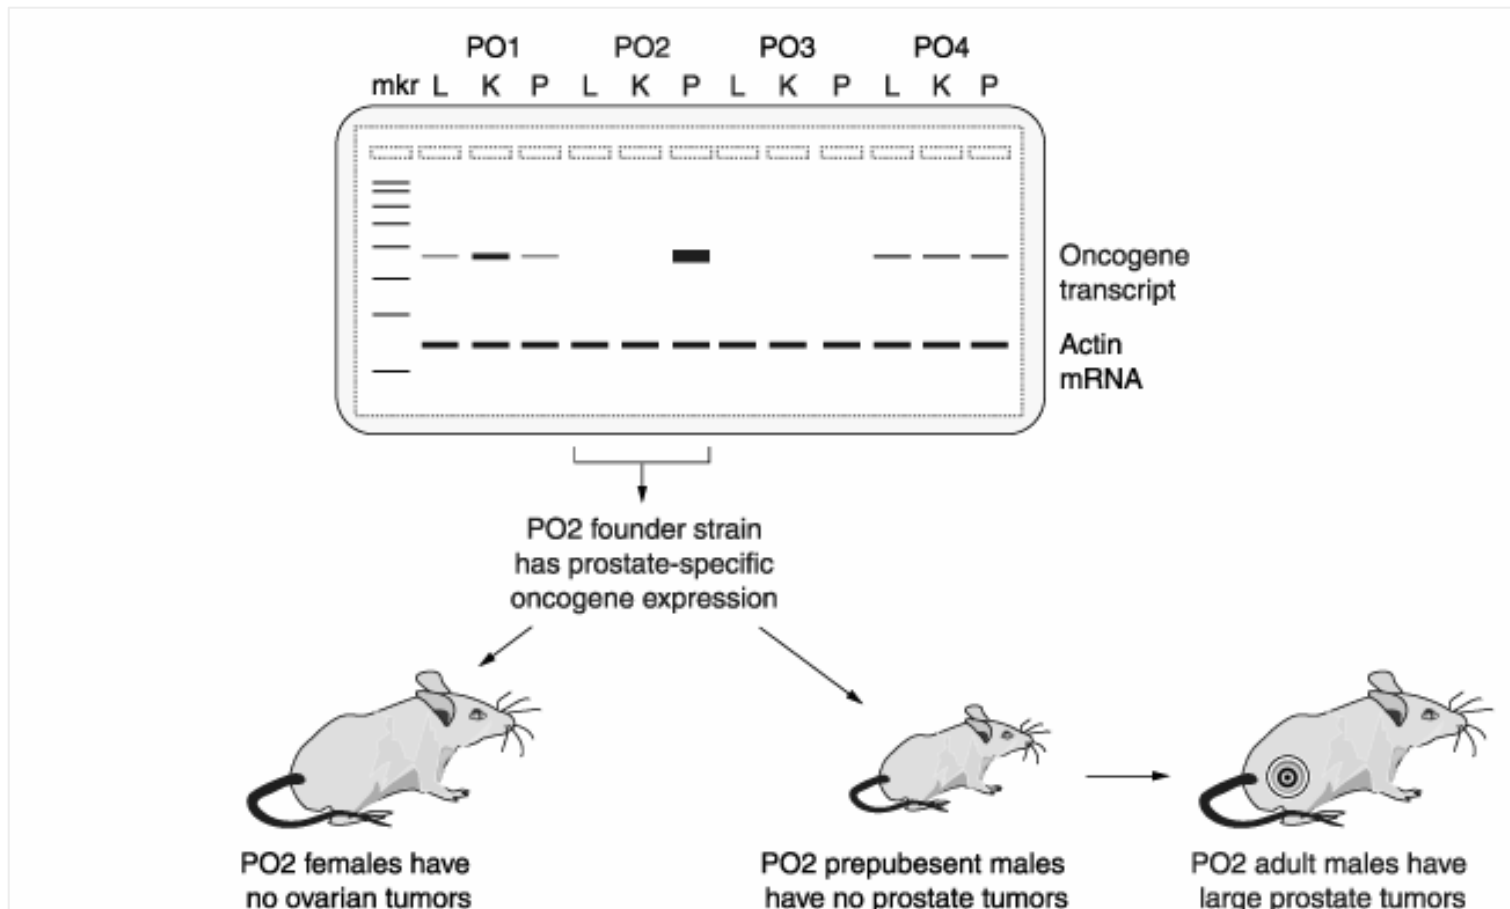 PO1 PO2 PO3 PO4
mkr L K P L K P L K P L K P
Oncogene
transcript
Actin
mRNA
PO2 founder strain
has prostate-specific
oncogene expression
PO2 females have
no ovarian tumors
PO2 prepubesent males
have no prostate tumors
PO2 adult males have
large prostate tumors